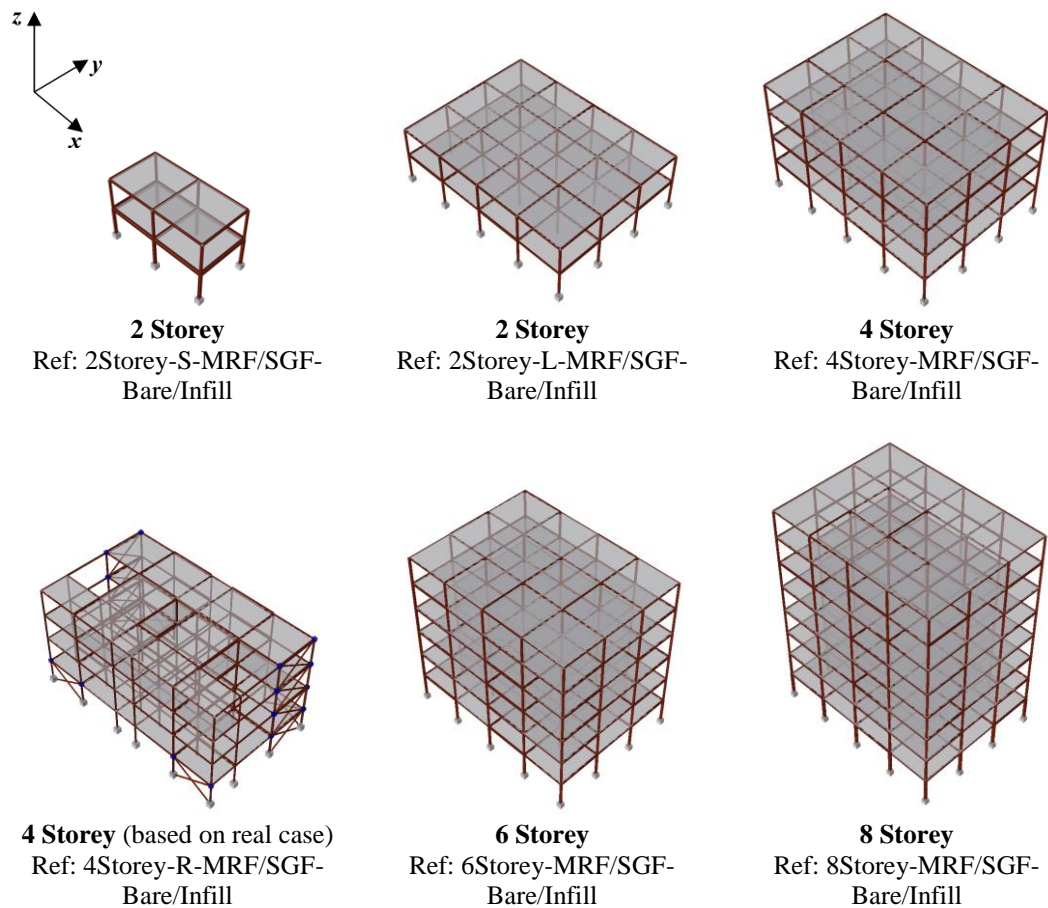 z
y
x
2 Storey
Ref: 2Storey-S-MRF/SGF-
Bare/Infill
2 Storey
Ref: 2Storey-L-MRF/SGF-
Bare/Infill
4 Storey
Ref: 4Storey-MRF/SGF-
Bare/Infill
4 Storey (based on real case)
Ref: 4Storey-R-MRF/SGF-
Bare/Infill
6 Storey
Ref: 6Storey-MRF/SGF-
Bare/Infill
8 Storey
Ref: 8Storey-MRF/SGF-
Bare/Infill